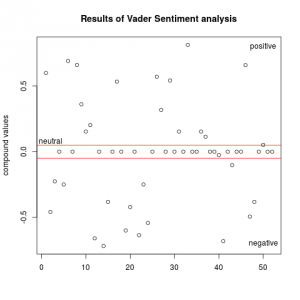 Results of Vader Sentiment analysis
positive
neutral
negative
compound values
0.5
0.0
-0.5
0 10 20 30 40 50